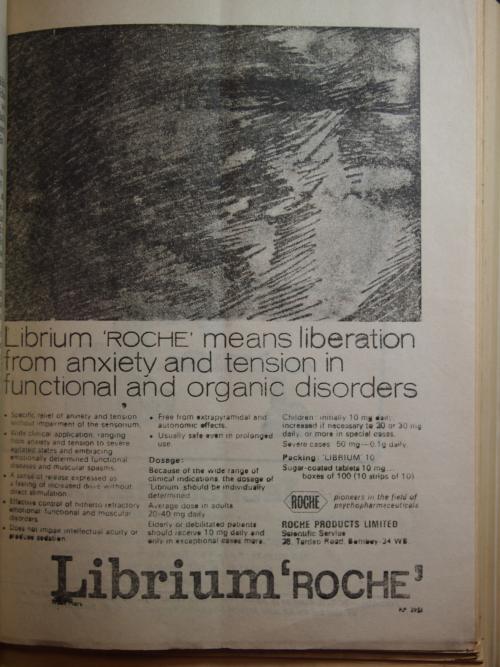 Librium 'ROCHE' means liberation
from anxiety and tension in
functional and organic disorders
• Specific relief of anxiety and tension
without impairment of the sensorium.
• Wide clinical application, ranging
from anxiety and tension to severe
agitated states and embracing
emotionally determined functional
diseases and muscular spasms.
• A sense of release expressed as
a feeling of increased drive without
direct stimulation.
• Effective control of hitherto refractory
emotional, functional and muscular
disorders.
• Does not impair intellectual acuity or
produce sedation.
• Free from extrapyramidal and
autonomic effects.
• Usually safe even in prolonged
use.
Dosage:
Because of the wide range of
clinical indications, the dosage of
'Librium' should be individually
determined.
Average dose in adults
20-40 mg daily
Elderly or debilitated patients
should receive 10 mg daily and
only in exceptional cases more.
Children: initially 10 mg daily,
increased if necessary to 20 or 30 mg
daily, or more in special cases.
Severe cases: 50 mg—0.1g daily.
Packing: 'LIBRIUM' 10
Sugar-coated tablets 10 mg...
boxes of 100 (10 strips of 10)
ROCHE
pioneers in the field of
psychopharmaceuticals
ROCHE PRODUCTS LIMITED
Scientific Service
28, Tardeo Road, Bombay-34 WB.
Librium 'ROCHE'
Trade Mark